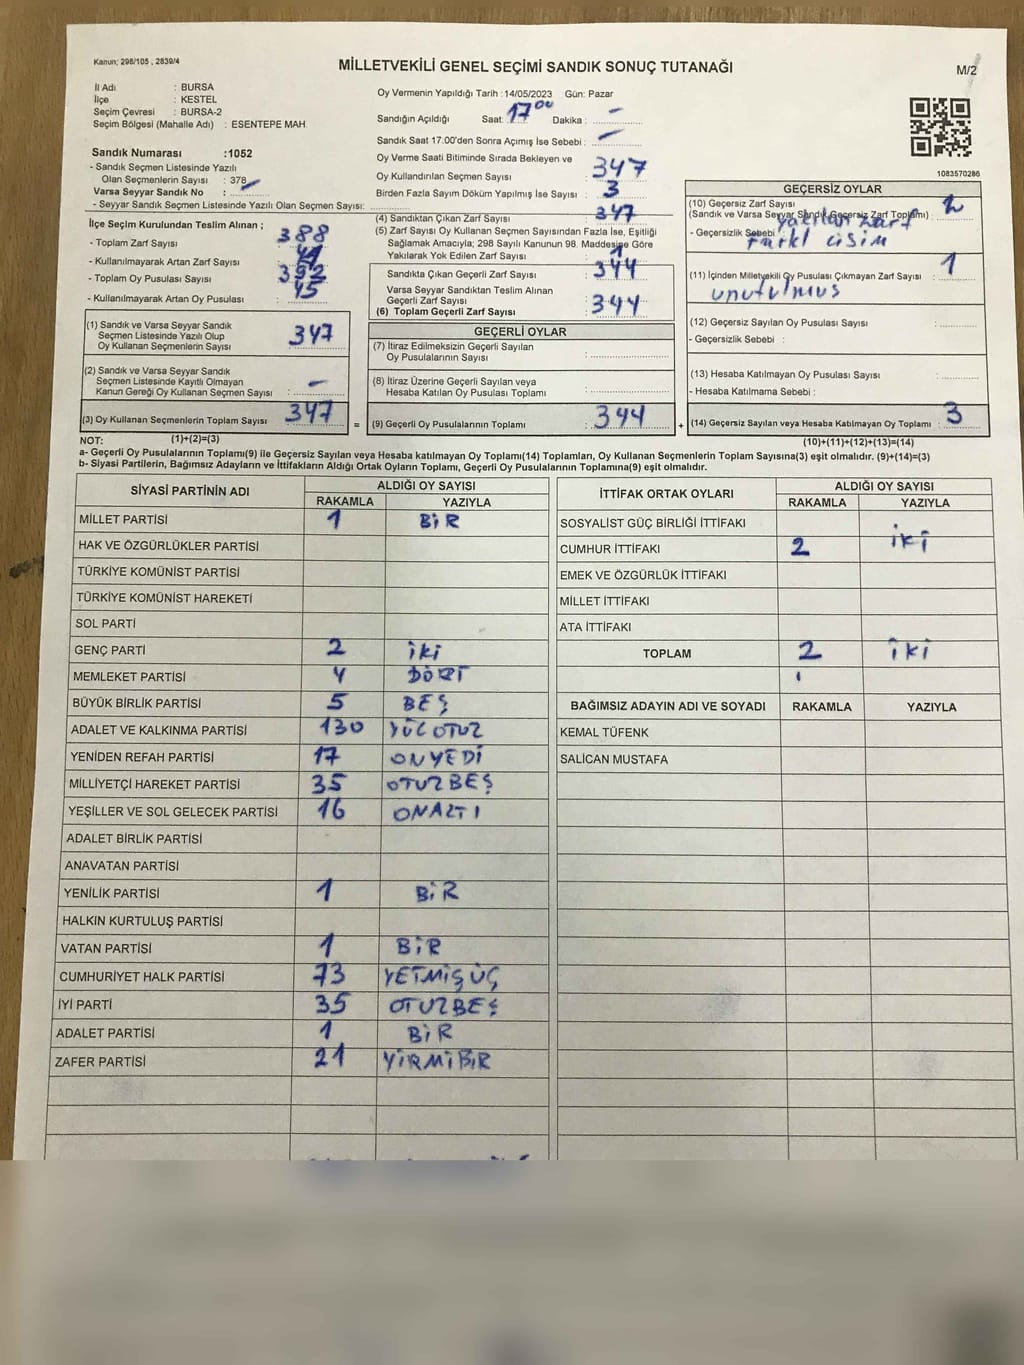 Kanun; 298/105 , 2839/4
MİLLETVEKİLİ GENEL SEÇİMİ SANDIK SONUÇ TUTANAĞI
M/2
İl Adı : BURSA
İlçe : KESTEL
Seçim Çevresi : BURSA-2
Seçim Bölgesi (Mahalle Adı) : ESENTEPE MAH.
Oy Vermenin Yapıldığı Tarih :14/05/2023 Gün: Pazar
Sandığın Açıldığı Saat: 17 00 Dakika : –
Sandık Saat 17:00'den Sonra Açımış İse Sebebi : –
Sandık Numarası :1052
- Sandık Seçmen Listesinde Yazılı
Olan Seçmenlerin Sayısı : 378
Varsa Seyyar Sandık No : –
- Seyyar Sandık Seçmen Listesinde Yazılı Olan Seçmen Sayısı:
Oy Verme Saati Bitiminde Sırada Bekleyen ve
Oy Kullandırılan Seçmen Sayısı : 347
Birden Fazla Sayım Döküm Yapılmış İse Sayısı : 3
1083570286
İlçe Seçim Kurulundan Teslim Alınan ;
- Toplam Zarf Sayısı : 388
- Kullanılmayarak Artan Zarf Sayısı : 41
- Toplam Oy Pusulası Sayısı : 392
- Kullanılmayarak Artan Oy Pusulası : 45
(4) Sandıktan Çıkan Zarf Sayısı : 347
(5) Zarf Sayısı Oy Kullanan Seçmen Sayısından Fazla İse, Eşitliği
Sağlamak Amacıyla; 298 Sayılı Kanunun 98. Maddesine Göre
Yakılarak Yok Edilen Zarf Sayısı :
Sandıkta Çıkan Geçerli Zarf Sayısı : 344
Varsa Seyyar Sandıktan Teslim Alınan
Geçerli Zarf Sayısı :
(6) Toplam Geçerli Zarf Sayısı : 344
GEÇERSİZ OYLAR
(10) Geçersiz Zarf Sayısı
(Sandık ve Varsa Seyyar Sandık Geçersiz Zarf Toplamı) : 2
- Geçersizlik Sebebi : yazılan zarf
farklı cisim
(11) İçinden Milletvekili Oy Pusulası Çıkmayan Zarf Sayısı : 1
unutulmuş
(12) Geçersiz Sayılan Oy Pusulası Sayısı :
- Geçersizlik Sebebi :
(13) Hesaba Katılmayan Oy Pusulası Sayısı :
- Hesaba Katılmama Sebebi :
(14) Geçersiz Sayılan veya Hesaba Katılmayan Oy Toplamı : 3
(10)+(11)+(12)+(13)=(14)
(1) Sandık ve Varsa Seyyar Sandık
Seçmen Listesinde Yazılı Olup
Oy Kullanan Seçmenlerin Sayısı : 347
(2) Sandık ve Varsa Seyyar Sandık
Seçmen Listesinde Kayıtlı Olmayan
Kanun Gereği Oy Kullanan Seçmen Sayısı : –
(3) Oy Kullanan Seçmenlerin Toplam Sayısı : 347
=
GEÇERLİ OYLAR
(7) İtiraz Edilmeksizin Geçerli Sayılan
Oy Pusulalarının Sayısı :
(8) İtiraz Üzerine Geçerli Sayılan veya
Hesaba Katılan Oy Pusulası Toplamı :
(9) Geçerli Oy Pusulalarının Toplamı : 344
+
NOT: (1)+(2)=(3)
a- Geçerli Oy Pusulalarının Toplamı(9) ile Geçersiz Sayılan veya Hesaba katılmayan Oy Toplamı(14) Toplamları, Oy Kullanan Seçmenlerin Toplam Sayısına(3) eşit olmalıdır. (9)+(14)=(3)
b- Siyasi Partilerin, Bağımsız Adayların ve İttifakların Aldığı Ortak Oyların Toplamı, Geçerli Oy Pusulalarının Toplamına(9) eşit olmalıdır.
SİYASİ PARTİNİN ADI ALDIĞI OY SAYISI
RAKAMLA YAZIYLA
MİLLET PARTİSİ 1 BİR
HAK VE ÖZGÜRLÜKLER PARTİSİ
TÜRKİYE KOMÜNİST PARTİSİ
TÜRKİYE KOMÜNİST HAREKETİ
SOL PARTİ
GENÇ PARTİ 2 İKİ
MEMLEKET PARTİSİ 4 DÖRT
BÜYÜK BİRLİK PARTİSİ 5 BEŞ
ADALET VE KALKINMA PARTİSİ 130 YÜZ OTUZ
YENİDEN REFAH PARTİSİ 17 ONYEDİ
MİLLİYETÇİ HAREKET PARTİSİ 35 OTUZBEŞ
YEŞİLLER VE SOL GELECEK PARTİSİ 16 ONALTI
ADALET BİRLİK PARTİSİ
ANAVATAN PARTİSİ
YENİLİK PARTİSİ 1 BİR
HALKIN KURTULUŞ PARTİSİ
VATAN PARTİSİ 1 BİR
CUMHURİYET HALK PARTİSİ 73 YETMİŞ ÜÇ
İYİ PARTİ 35 OTUZBEŞ
ADALET PARTİSİ 1 BİR
ZAFER PARTİSİ 21 YİRMİBİR
İTTİFAK ORTAK OYLARI ALDIĞI OY SAYISI
RAKAMLA YAZIYLA
SOSYALİST GÜÇ BİRLİĞİ İTTİFAKI
CUMHUR İTTİFAKI 2 İKİ
EMEK VE ÖZGÜRLÜK İTTİFAKI
MİLLET İTTİFAKI
ATA İTTİFAKI
TOPLAM 2 İKİ
BAĞIMSIZ ADAYIN ADI VE SOYADI RAKAMLA YAZIYLA
KEMAL TÜFENK
SALİCAN MUSTAFA